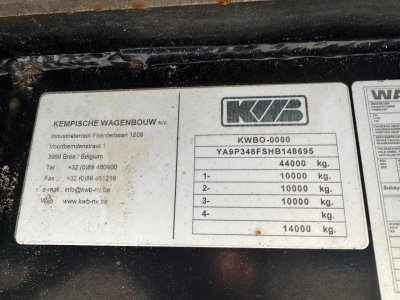 KEMPISCHE WAGENBOUW N.V.
Industrieterrein Peerderbaan 1209
Voortbemdenstraat 1
3960 Bree / Belgium
Tel : +32 (0)89 460400
Fax : +32 (0)89 461219
e-mail : info@kwb-nv.be
Web : www.kwb-nv.be
KWB
KWBO-0000
YA9P348FSHB148695
44000 kg.
1- 10000 kg.
2- 10000 kg.
3- 10000 kg.
4- kg.
14000 kg.
WA